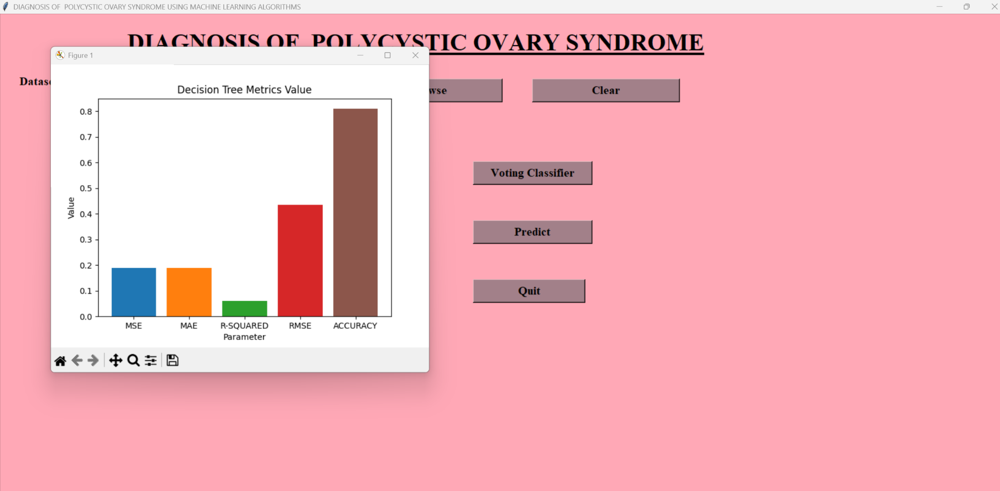 DIAGNOSIS OF  POLYCYSTIC OVARY SYNDROME USING MACHINE LEARNING ALGORITHMS
DIAGNOSIS OF  POLYCYSTIC OVARY SYNDROME
Figure 1
Clear
Decision Tree Metrics Value
0.8
0.7
0.6
0.5
0.4
0.3
0.2
0.1
0.0
Value
MSE MAE R-SQUARED RMSE ACCURACY
Parameter
Voting Classifier
Predict
Quit